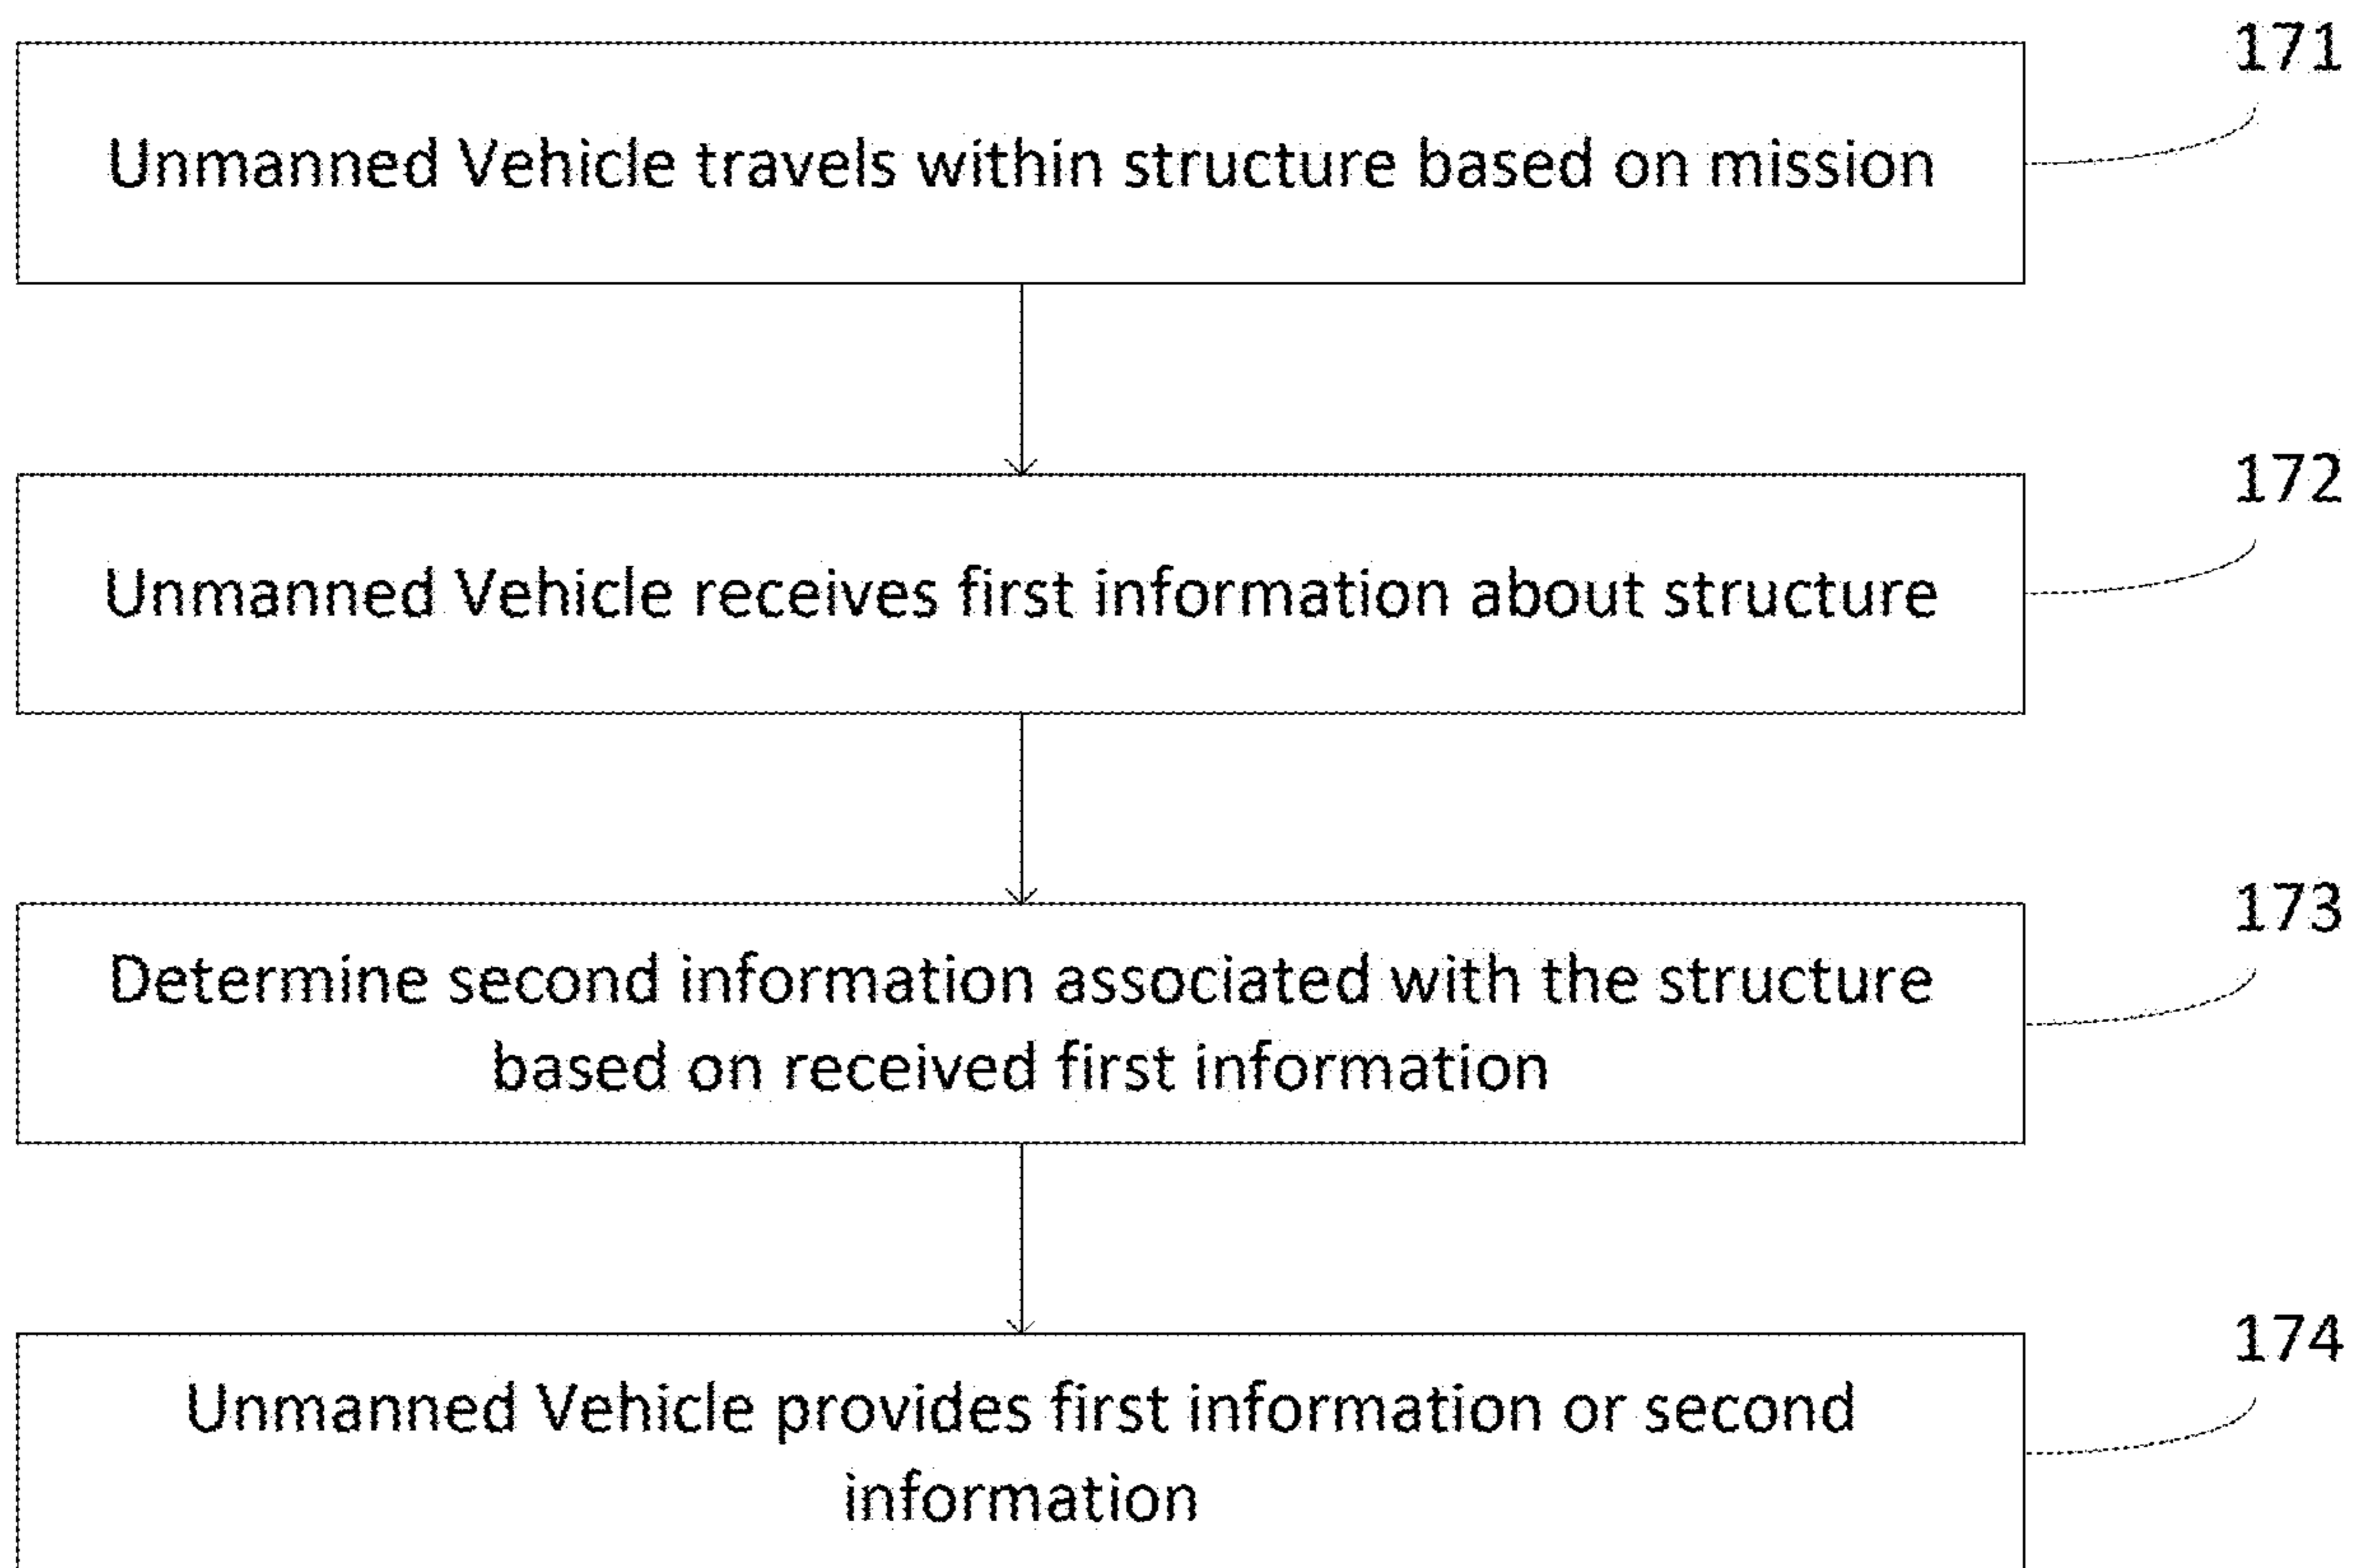 171
Unmanned Vehicle travels within structure based on mission
172
Unmanned Vehicle receives first information about structure
173
Determine second information associated with the structure
based on received first information
174
Unmanned Vehicle provides first information or second
information